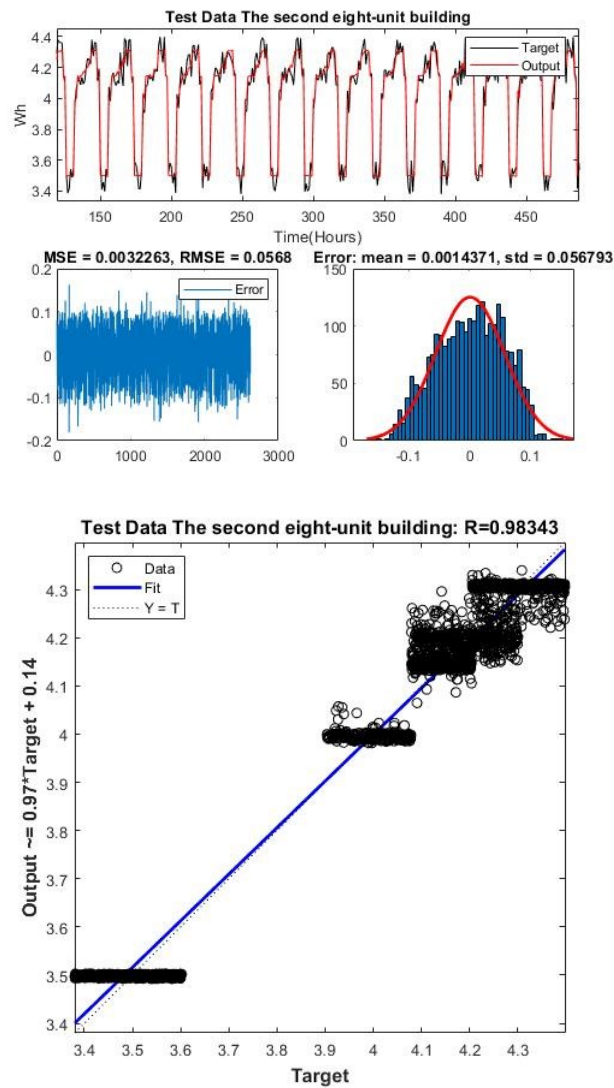 Test Data The second eight-unit building
4.4
4.2
4
3.8
3.6
3.4
Wh
Target
Output
150 200 250 300 350 400 450
Time(Hours)
MSE = 0.0032263, RMSE = 0.0568
0.2
0.1
0
-0.1
-0.2
Error
0 1000 2000 3000
Error: mean = 0.0014371, std = 0.056793
150
100
50
0
-0.1 0 0.1
Test Data The second eight-unit building: R=0.98343
Data
Fit
Y = T
4.3
4.2
4.1
4
3.9
3.8
3.7
3.6
3.5
3.4
Output ~= 0.97*Target + 0.14
3.4 3.5 3.6 3.7 3.8 3.9 4 4.1 4.2 4.3
Target